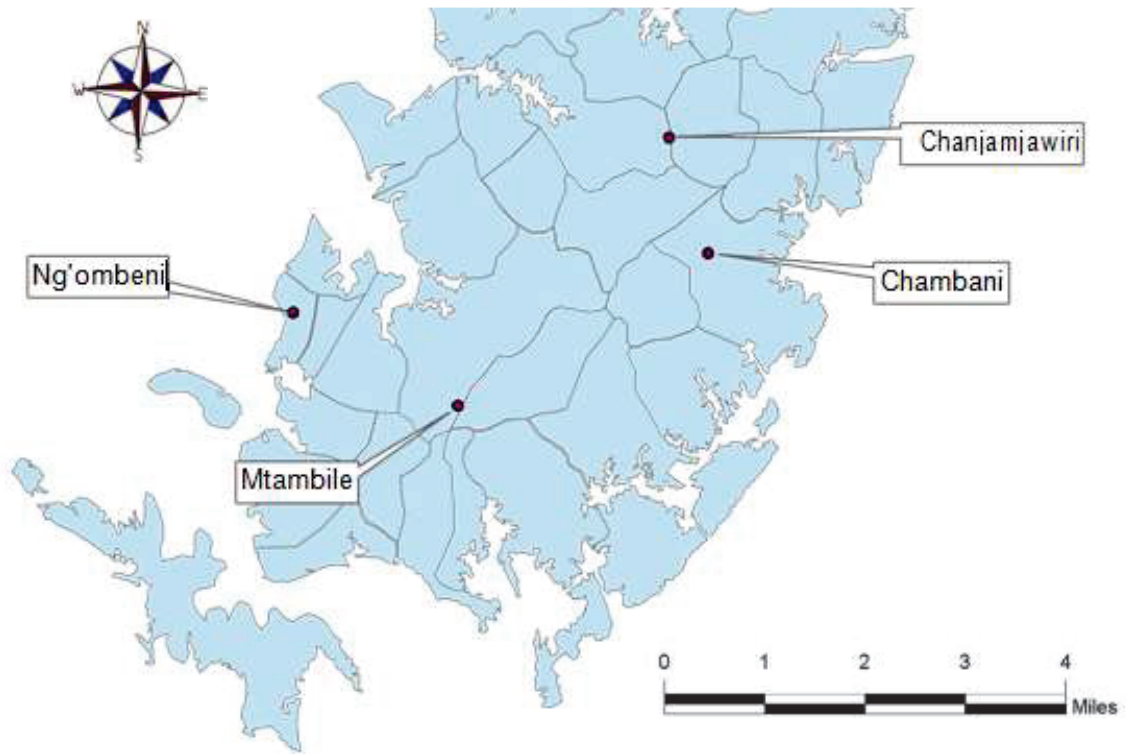 N
W E
S
Chanjamjawiri
Ng'ombeni
Chambani
Mtambile
0 1 2 3 4
Miles